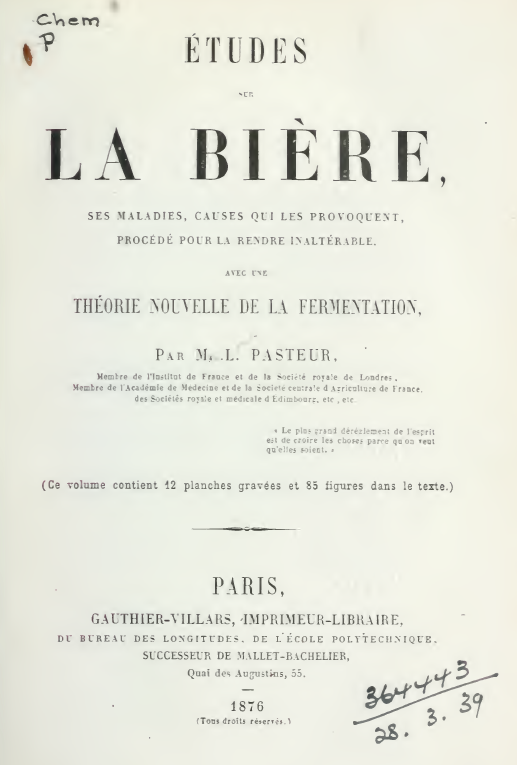 Chem
P
ÉTUDES
SUR
LA BIÈRE,
SES MALADIES, CAUSES QUI LES PROVOQUENT,
PROCÉDÉ POUR LA RENDRE INALTÉRABLE,
AVEC UNE
THÉORIE NOUVELLE DE LA FERMENTATION,
PAR M. L. PASTEUR,
Membre de l'Institut de France et de la Société royale de Londres,
Membre de l'Académie de Médecine et de la Société centrale d'Agriculture de France,
des Sociétés royale et médicale d'Edimbourg, etc., etc.
« Le plus grand dérèglement de l'esprit
est de croire les choses parce qu'on veut
qu'elles soient. »
(Ce volume contient 12 planches gravées et 85 figures dans le texte.)
PARIS,
GAUTHIER-VILLARS, IMPRIMEUR-LIBRAIRE,
DU BUREAU DES LONGITUDES, DE L'ÉCOLE POLYTECHNIQUE,
SUCCESSEUR DE MALLET-BACHELIER,
Quai des Augustins, 55.
1876
(Tous droits réservés.)
364443
28. 3. 39